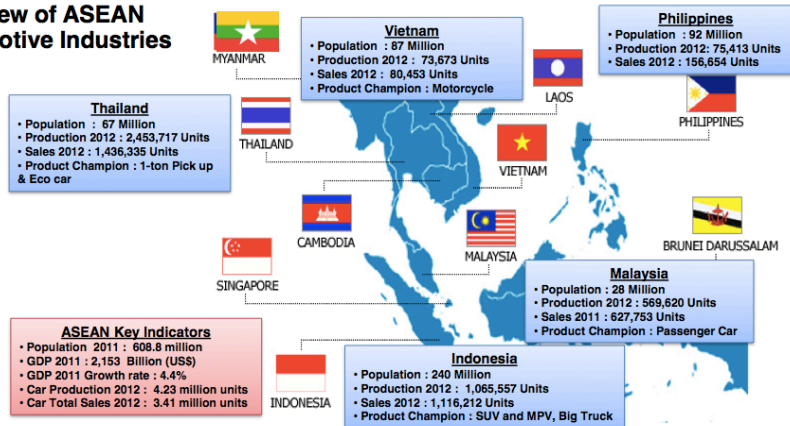 ew of ASEAN
otive Industries
MYANMAR
Vietnam
• Population : 87 Million
• Production 2012 : 73,673 Units
• Sales 2012 : 80,453 Units
• Product Champion : Motorcycle
LAOS
Philippines
• Population : 92 Million
• Production 2012: 75,413 Units
• Sales 2012 : 156,654 Units
PHILIPPINES
Thailand
• Population : 67 Million
• Production 2012 : 2,453,717 Units
• Sales 2012 : 1,436,335 Units
• Product Champion : 1-ton Pick up
& Eco car
THAILAND
VIETNAM
CAMBODIA
MALAYSIA
BRUNEI DARUSSALAM
SINGAPORE
Malaysia
• Population : 28 Million
• Production 2012 : 569,620 Units
• Sales 2011 : 627,753 Units
• Product Champion : Passenger Car
ASEAN Key Indicators
• Population 2011 : 608.8 million
• GDP 2011 : 2,153 Billion (US$)
• GDP 2011 Growth rate : 4.4%
• Car Production 2012 : 4.23 million units
• Car Total Sales 2012 : 3.41 million units
INDONESIA
Indonesia
• Population : 240 Million
• Production 2012 : 1,065,557 Units
• Sales 2012 : 1,116,212 Units
• Product Champion : SUV and MPV, Big Truck